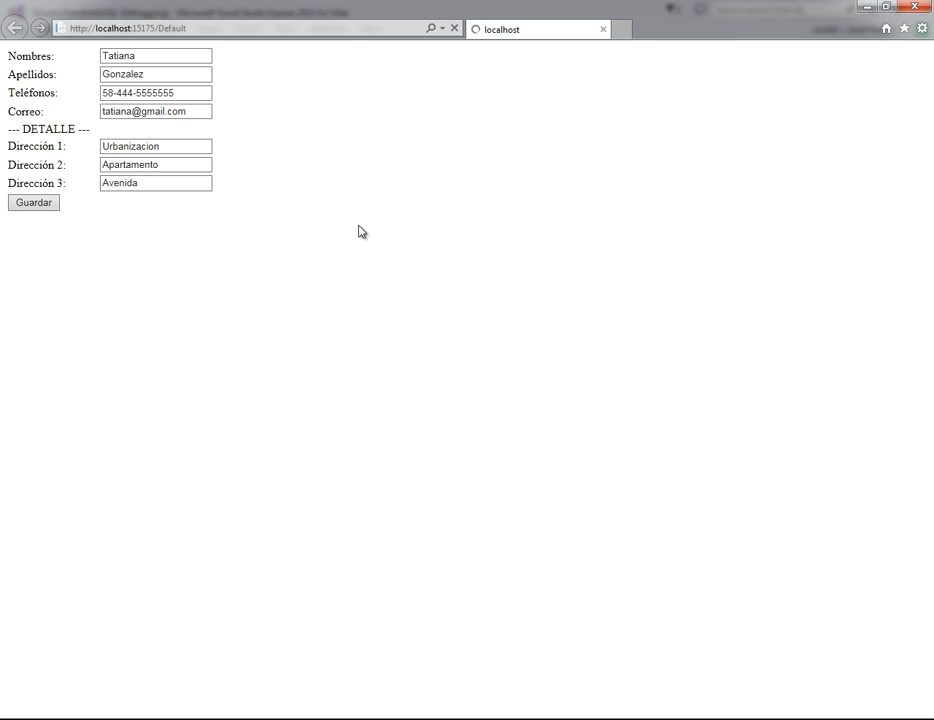 http://localhost:15175/Default
localhost
Nombres: Tatiana
Apellidos: Gonzalez
Teléfonos: 58-444-5555555
Correo: tatiana@gmail.com
--- DETALLE ---
Dirección 1: Urbanizacion
Dirección 2: Apartamento
Dirección 3: Avenida
Guardar